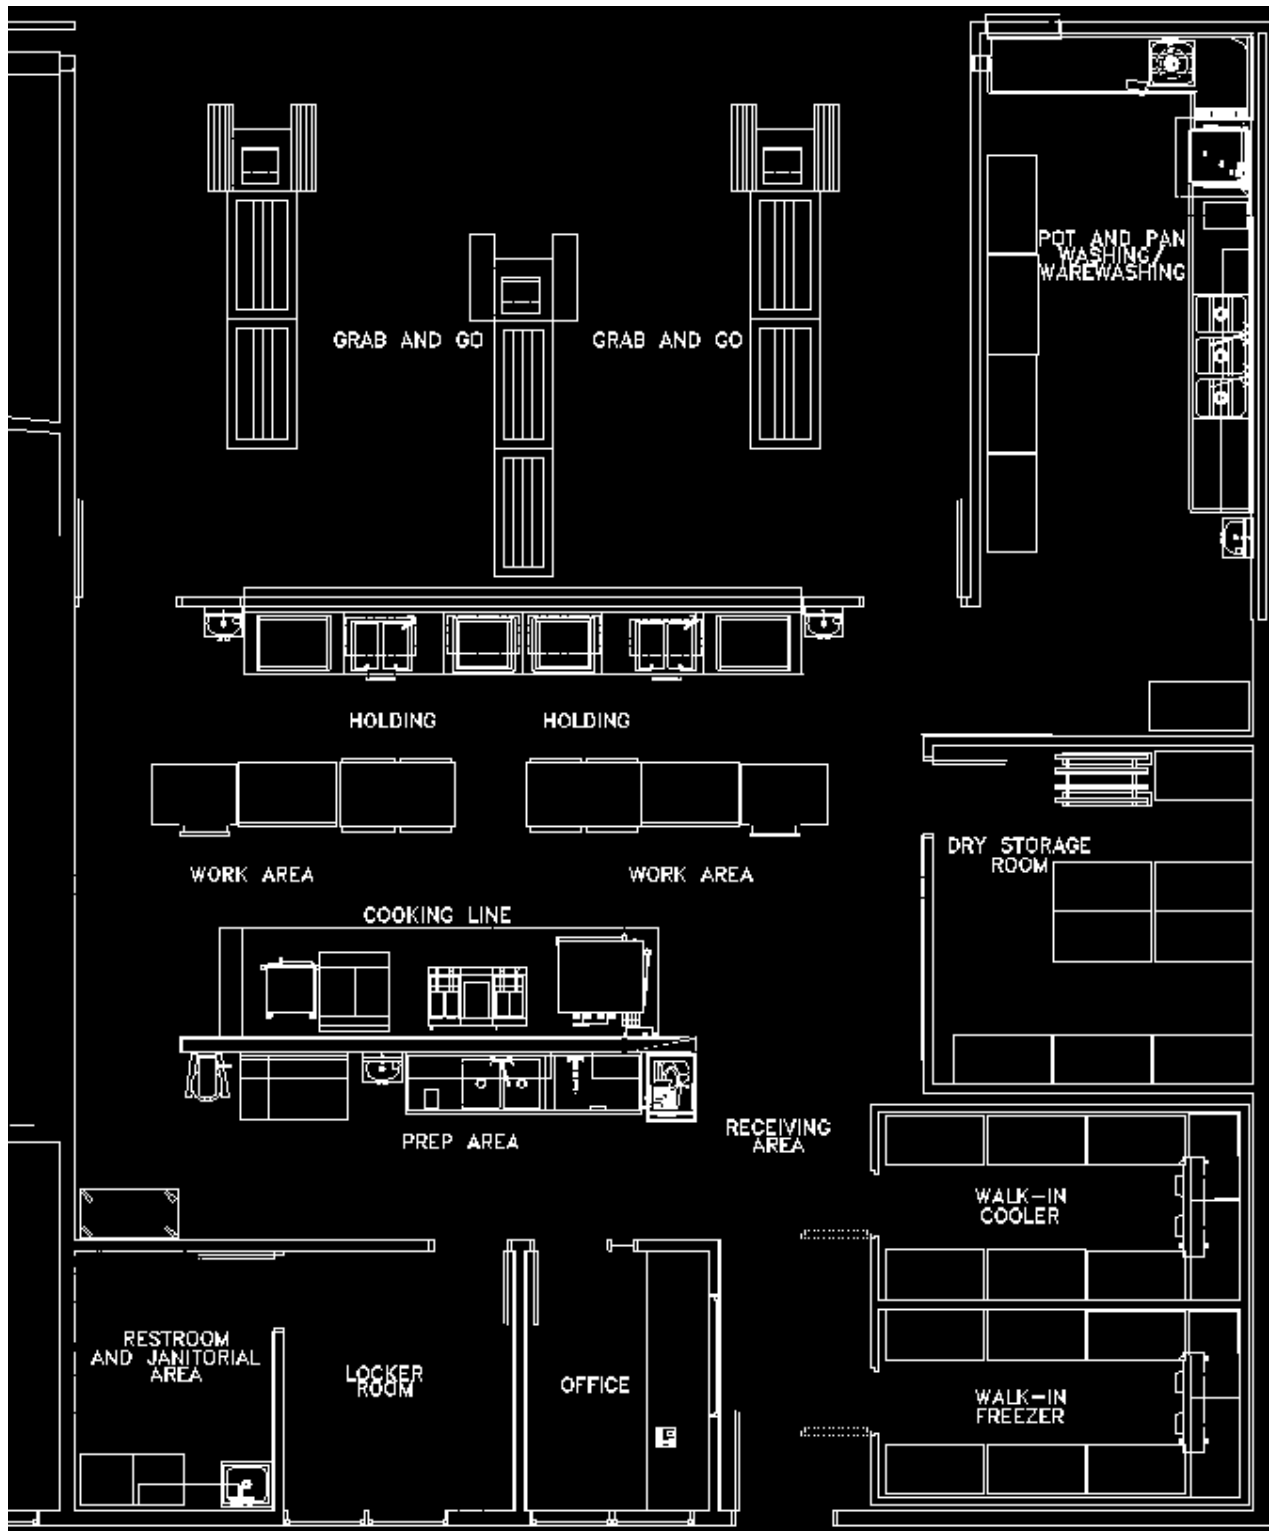 POT AND PAN
WASHING/
WAREWASHING
GRAB AND GO
GRAB AND GO
HOLDING
HOLDING
DRY STORAGE
ROOM
WORK AREA
WORK AREA
COOKING LINE
PREP AREA
RECEIVING
AREA
WALK-IN
COOLER
RESTROOM
AND JANITORIAL
AREA
LOCKER
ROOM
OFFICE
WALK-IN
FREEZER